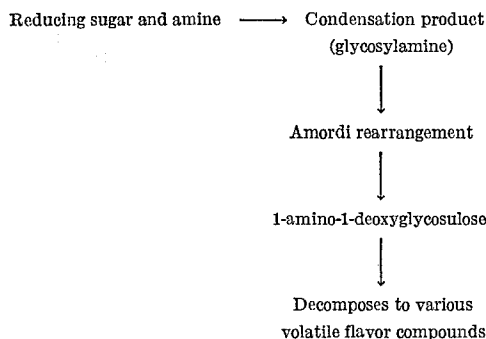 Reducing sugar and amine
Condensation product
(glycosylamine)
Amordi rearrangement
1-amino-1-deoxyglycosulose
Decomposes to various
volatile flavor compounds